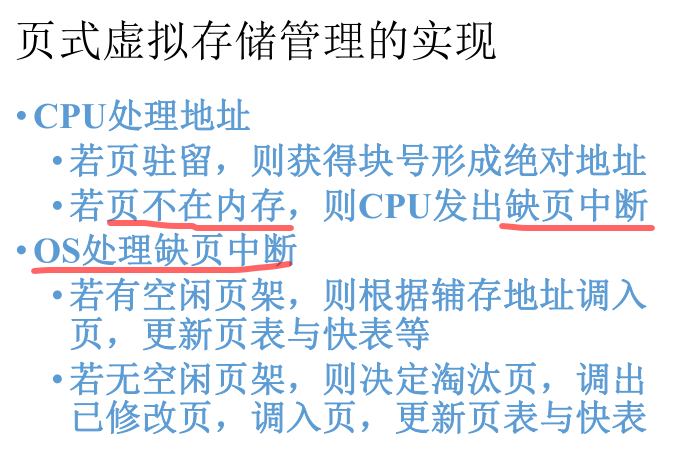 页式虚拟存储管理的实现
•CPU处理地址
•若页驻留，则获得块号形成绝对地址
•若页不在内存，则CPU发出缺页中断
•OS处理缺页中断
•若有空闲页架，则根据辅存地址调入
页，更新页表与快表等
•若无空闲页架，则决定淘汰页，调出
已修改页，调入页，更新页表与快表